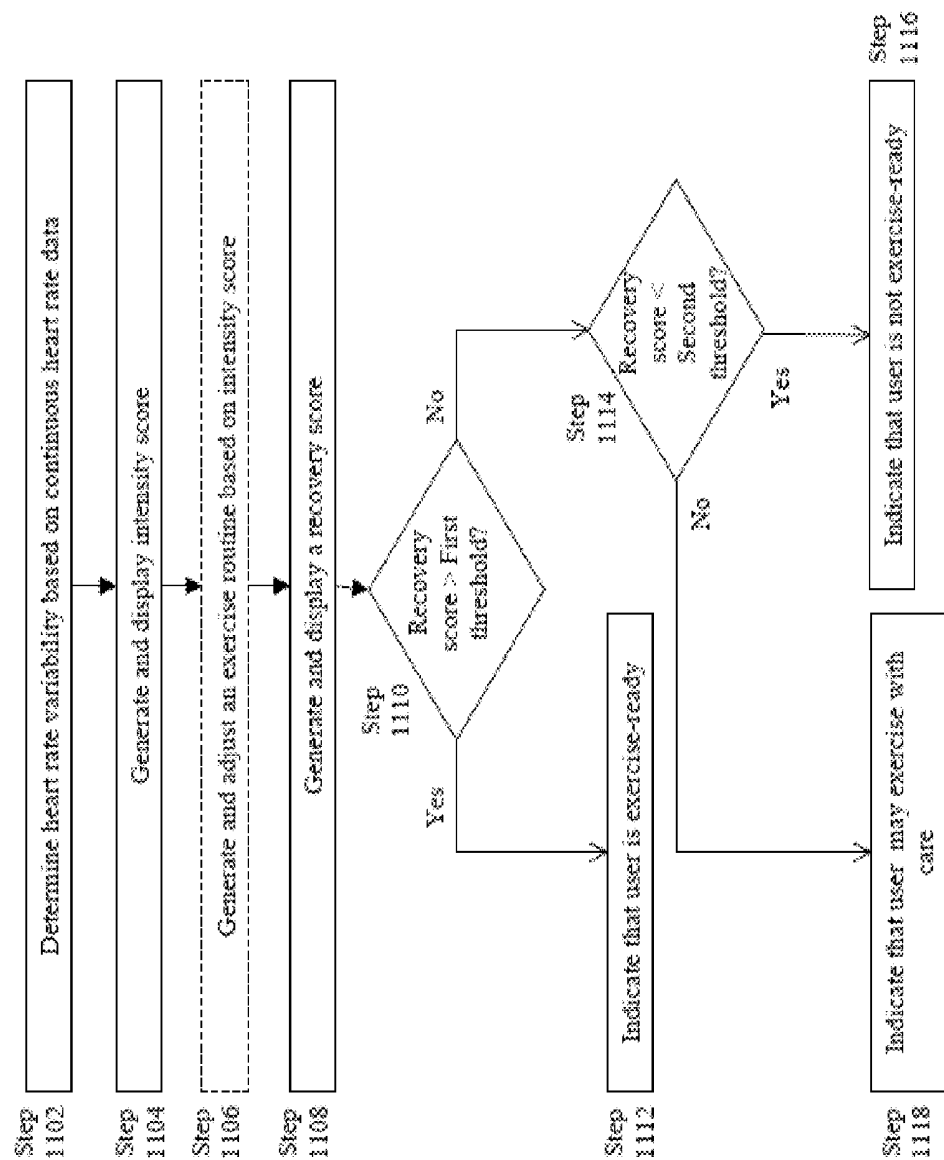 Step
1102
Determine heart rate variability based on continuous heart rate data
Step
1104
Generate and display intensity score
Step
1106
Generate and adjust an exercise routine based on intensity score
Step
1108
Generate and display a recovery score
Step
1110
Recovery
score > First
threshold?
Yes
No
Step
1112
Indicate that user is exercise-ready
Step
1114
Recovery
score <
Second
threshold?
No
Yes
Step
1118
Indicate that user may exercise with
care
Indicate that user is not exercise-ready
Step
1116